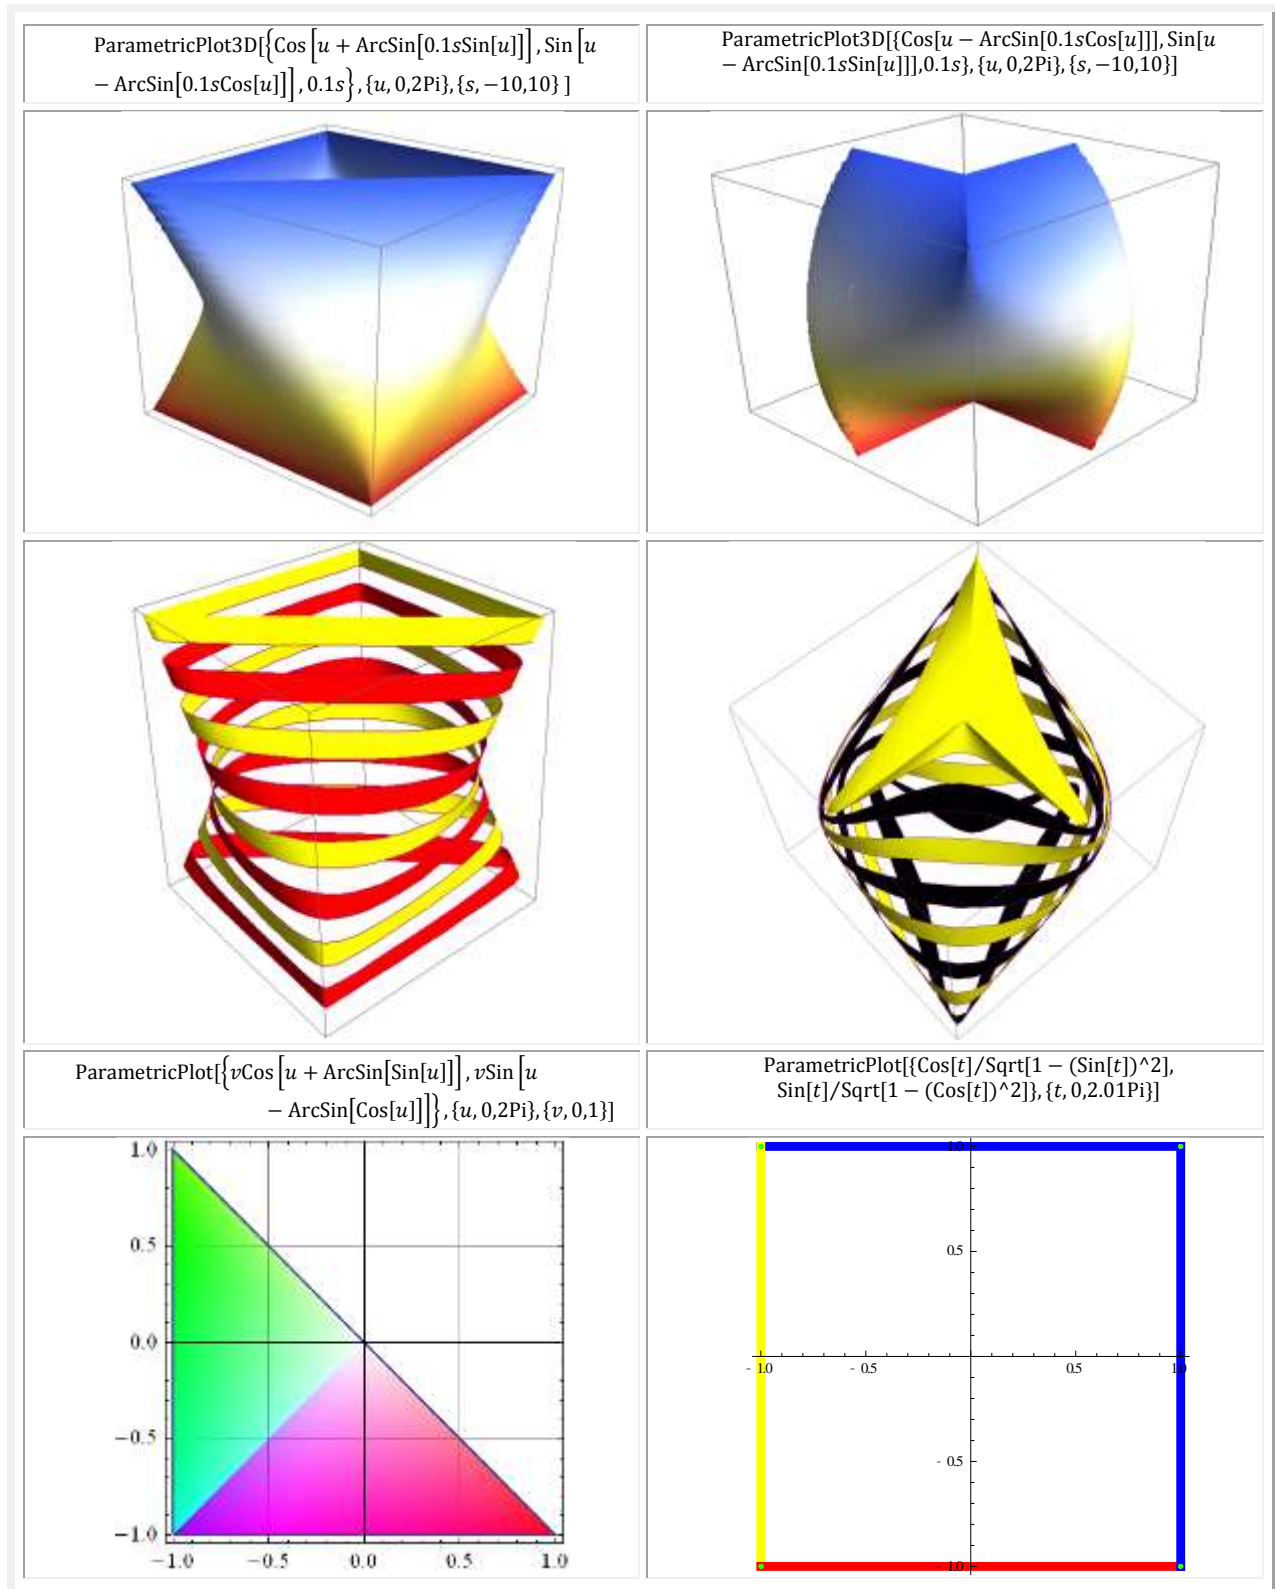 ParametricPlot3D[{Cos[u + ArcSin[0.1sSin[u]]], Sin[u
− ArcSin[0.1sCos[u]]], 0.1s}, {u, 0,2Pi}, {s, −10,10} ]
ParametricPlot3D[{Cos[u − ArcSin[0.1sCos[u]]], Sin[u
− ArcSin[0.1sSin[u]]],0.1s}, {u, 0,2Pi}, {s, −10,10}]
ParametricPlot[{vCos[u + ArcSin[Sin[u]]], vSin[u
− ArcSin[Cos[u]]]}, {u, 0,2Pi}, {v, 0,1}]
ParametricPlot[{Cos[t]/Sqrt[1 − (Sin[t])^2],
Sin[t]/Sqrt[1 − (Cos[t])^2]}, {t, 0,2.01Pi}]
1.0
0.5
0.0
−0.5
−1.0
−1.0 −0.5 0.0 0.5 1.0
1.0
0.5
- 1.0 - 0.5 0.5 1.0
- 0.5
- 1.0